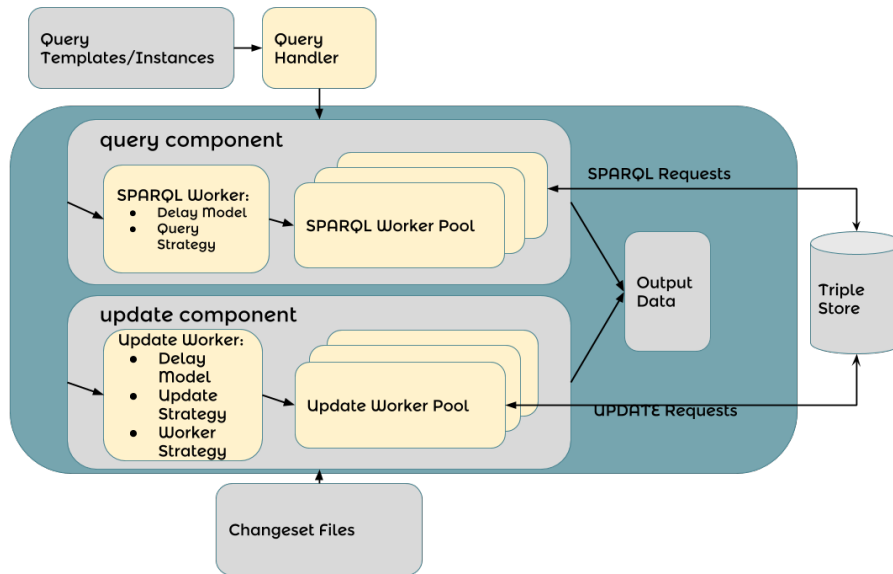 Query
Templates/Instances
Query
Handler
query component
SPARQL Worker:
● Delay Model
● Query
Strategy
SPARQL Worker Pool
SPARQL Requests
Output
Data
Triple
Store
update component
Update Worker:
● Delay
Model
● Update
Strategy
● Worker
Strategy
Update Worker Pool
UPDATE Requests
Changeset Files